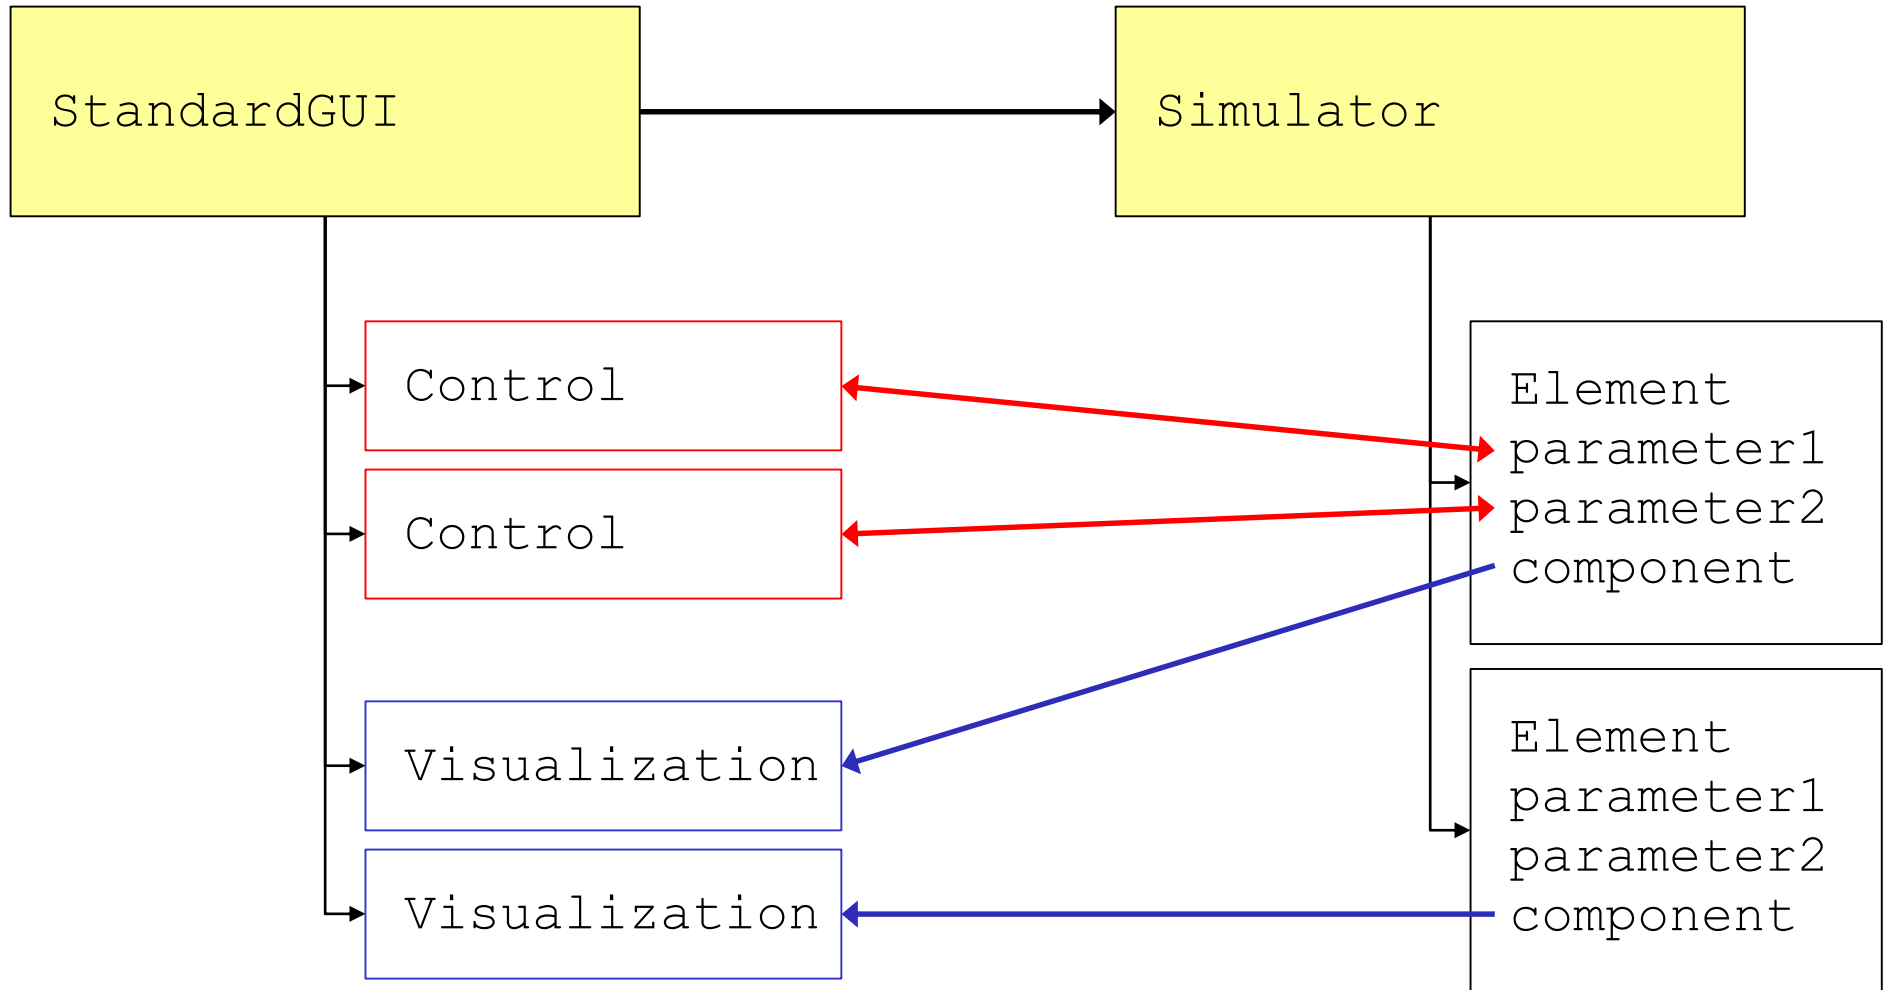 StandardGUI
Simulator
Control
Control
Visualization
Visualization
Element
parameter1
parameter2
component
Element
parameter1
parameter2
component